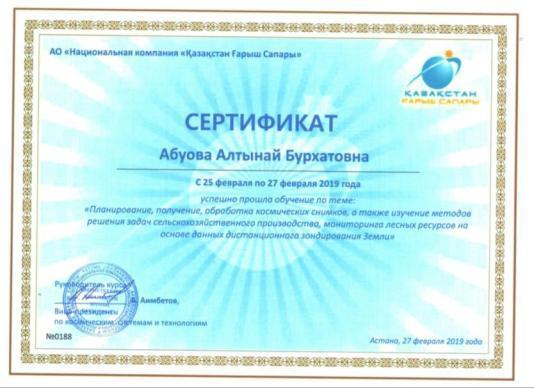 АО «Национальная компания «Қазақстан Ғарыш Сапары»
ҚАЗАҚСТАН
ҒАРЫШ САПАРЫ
СЕРТИФИКАТ
Абуова Алтынай Бурхатовна
С 25 февраля по 27 февраля 2019 года
успешно прошла обучение по теме:
«Планирование, получение, обработка космических снимков, а также изучение методов
решения задач сельскохозяйственного производства, мониторинга лесных ресурсов на
основе данных дистанционного зондирования Земли»
Руководитель курсов
Д. Аимбетов,
Вице-президент
по космическим системам и технологиям
№0188
Астана, 27 февраля 2019 года